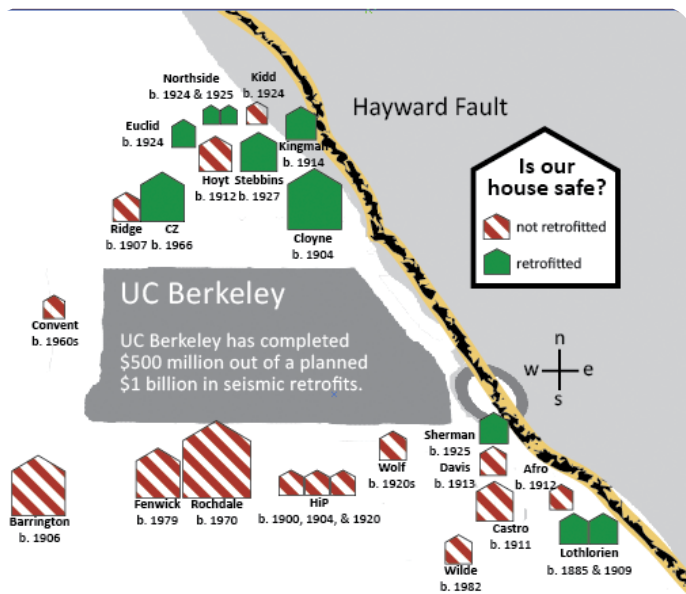 Northside
b. 1924 & 1925
Kidd
b. 1924
Hayward Fault
Euclid
b. 1924
Kingman
b. 1914
Hoyt
b. 1912
Stebbins
b. 1927
Is our
house safe?
not retrofitted
retrofitted
Ridge
b. 1907
CZ
b. 1966
Cloyne
b. 1904
UC Berkeley
UC Berkeley has completed
$500 million out of a planned
$1 billion in seismic retrofits.
Convent
b. 1960s
n
w
e
s
Sherman
b. 1925
Davis
b. 1913
Afro
b. 1912
Wolf
b. 1920s
Barrington
b. 1906
Fenwick
b. 1979
Rochdale
b. 1970
HiP
b. 1900, 1904, & 1920
Castro
b. 1911
Lothlorien
b. 1885 & 1909
Wilde
b. 1982